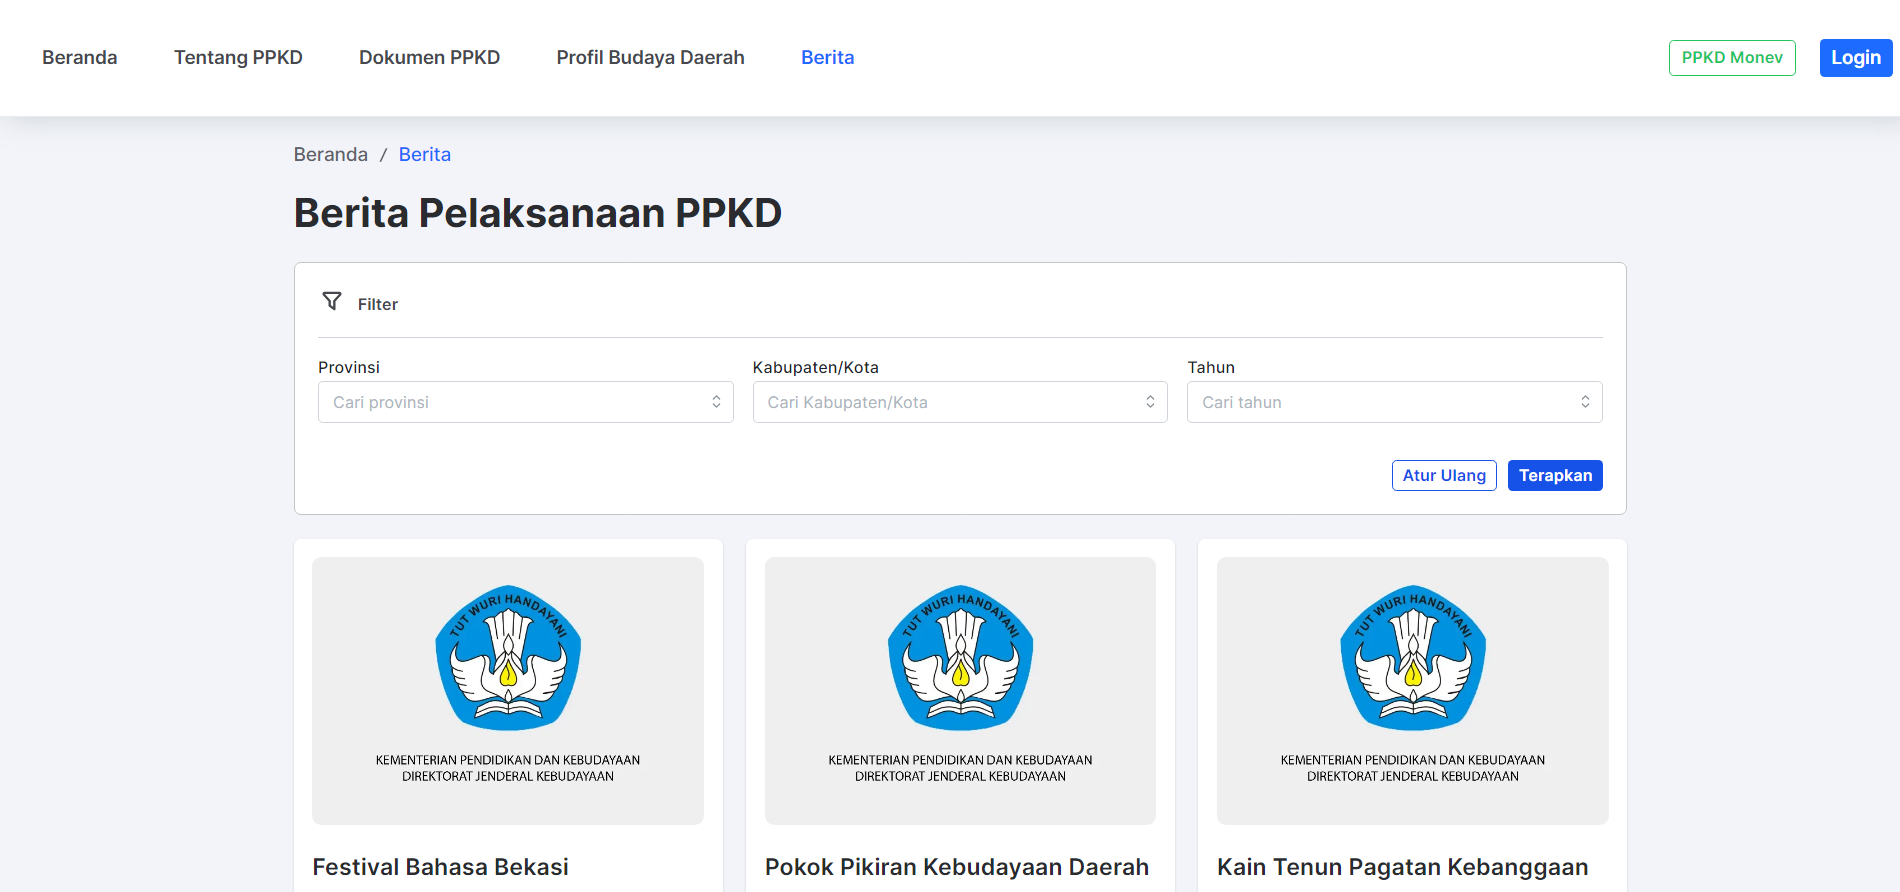 Beranda
Tentang PPKD
Dokumen PPKD
Profil Budaya Daerah
Berita
PPKD Monev
Login
Beranda / Berita
Berita Pelaksanaan PPKD
Filter
Provinsi
Cari provinsi
Kabupaten/Kota
Cari Kabupaten/Kota
Tahun
Cari tahun
Atur Ulang
Terapkan
TUT WURI HANDAYANI
KEMENTERIAN PENDIDIKAN DAN KEBUDAYAAN
DIREKTORAT JENDERAL KEBUDAYAAN
Festival Bahasa Bekasi
TUT WURI HANDAYANI
KEMENTERIAN PENDIDIKAN DAN KEBUDAYAAN
DIREKTORAT JENDERAL KEBUDAYAAN
Pokok Pikiran Kebudayaan Daerah
TUT WURI HANDAYANI
KEMENTERIAN PENDIDIKAN DAN KEBUDAYAAN
DIREKTORAT JENDERAL KEBUDAYAAN
Kain Tenun Pagatan Kebanggaan